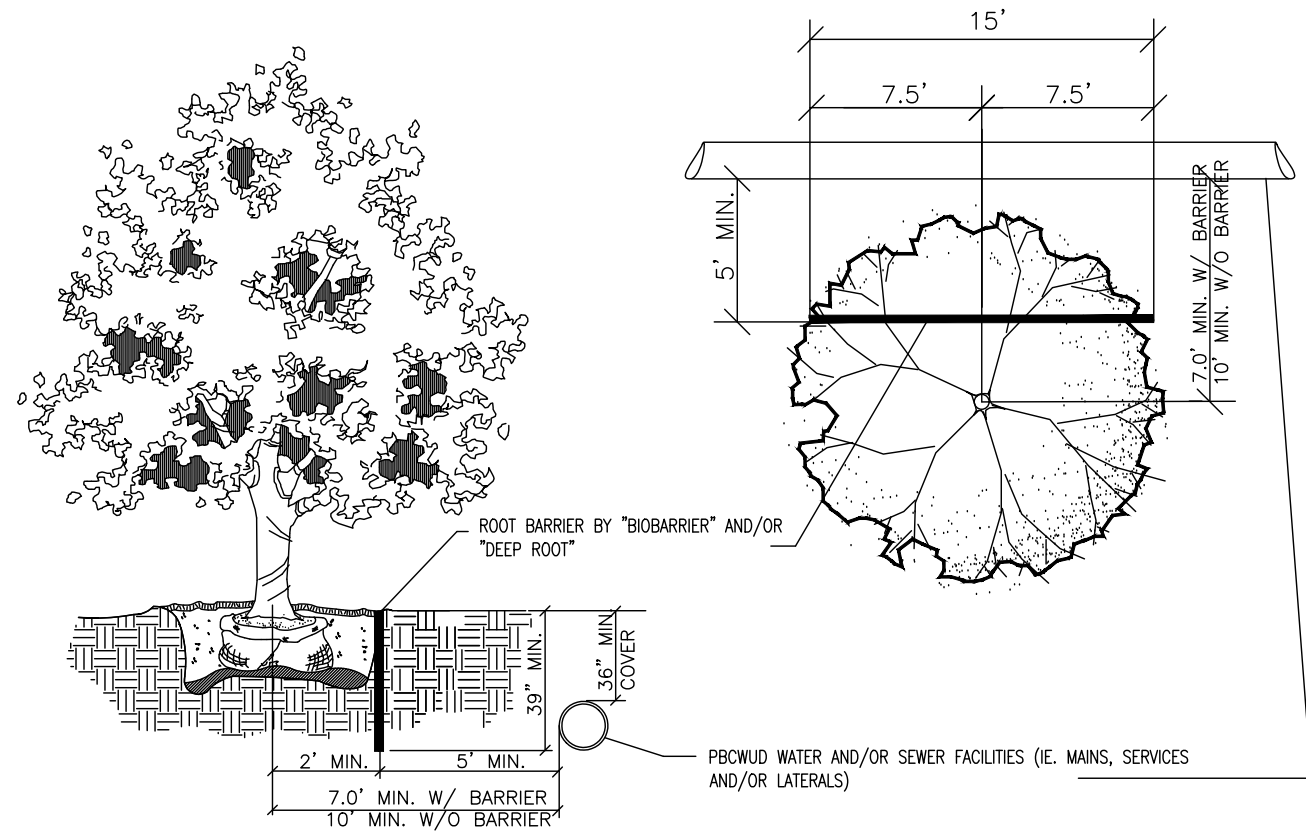 15'
7.5' 7.5'
5' MIN.
7.0' MIN. W/ BARRIER
10' MIN. W/O BARRIER
ROOT BARRIER BY "BIOBARRIER" AND/OR
"DEEP ROOT"
39" MIN.
36" MIN
COVER
2' MIN. 5' MIN.
7.0' MIN. W/ BARRIER
10' MIN. W/O BARRIER
PBCWUD WATER AND/OR SEWER FACILITIES (IE. MAINS, SERVICES
AND/OR LATERALS)